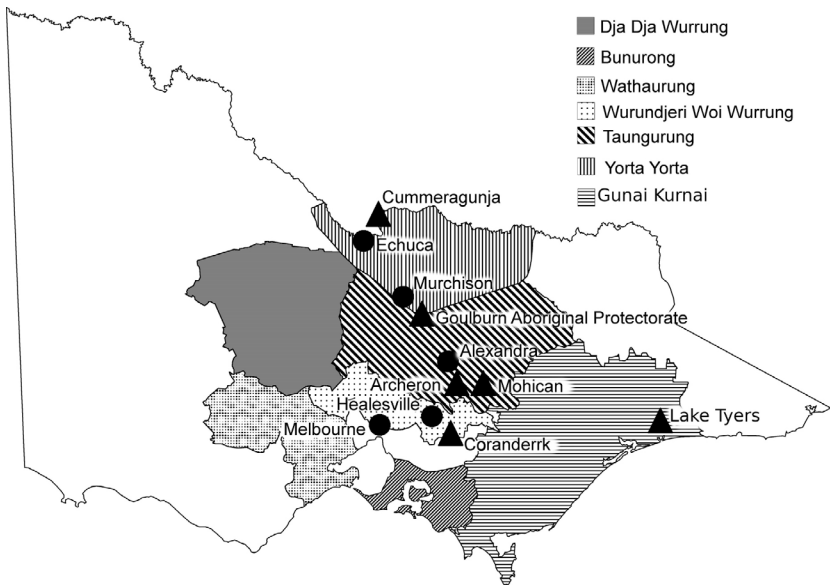 Dja Dja Wurrung
Bunurong
Wathaurung
Wurundjeri Woi Wurrung
Taungurung
Yorta Yorta
Gunai Kurnai
Cummeragunja
Echuca
Murchison
Goulburn Aboriginal Protectorate
Alexandra
Archeron
Mohican
Healesville
Lake Tyers
Melbourne
Coranderrk